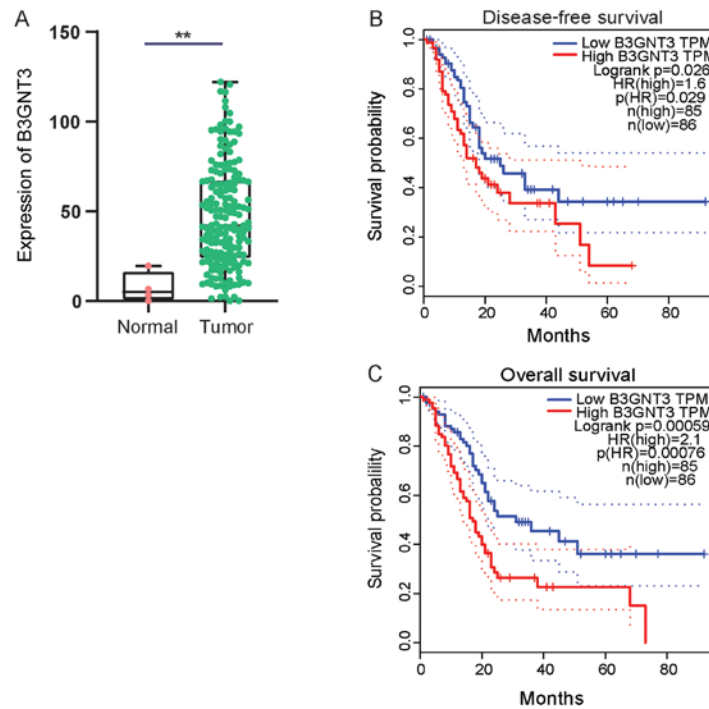 A
**
Expression of B3GNT3
150
100
50
0
Normal
Tumor
B
Disease-free survival
Low B3GNT3 TPM
High B3GNT3 TPM
Logrank p=0.026
HR(high)=1.6
p(HR)=0.029
n(high)=85
n(low)=86
Survival probability
1.0
0.8
0.6
0.4
0.2
0.0
0
20
40
60
80
Months
C
Overall survival
Low B3GNT3 TPM
High B3GNT3 TPM
Logrank p=0.00059
HR(high)=2.1
p(HR)=0.00076
n(high)=85
n(low)=86
Survival probalility
1.0
0.8
0.6
0.4
0.2
0.0
0
20
40
60
80
Months